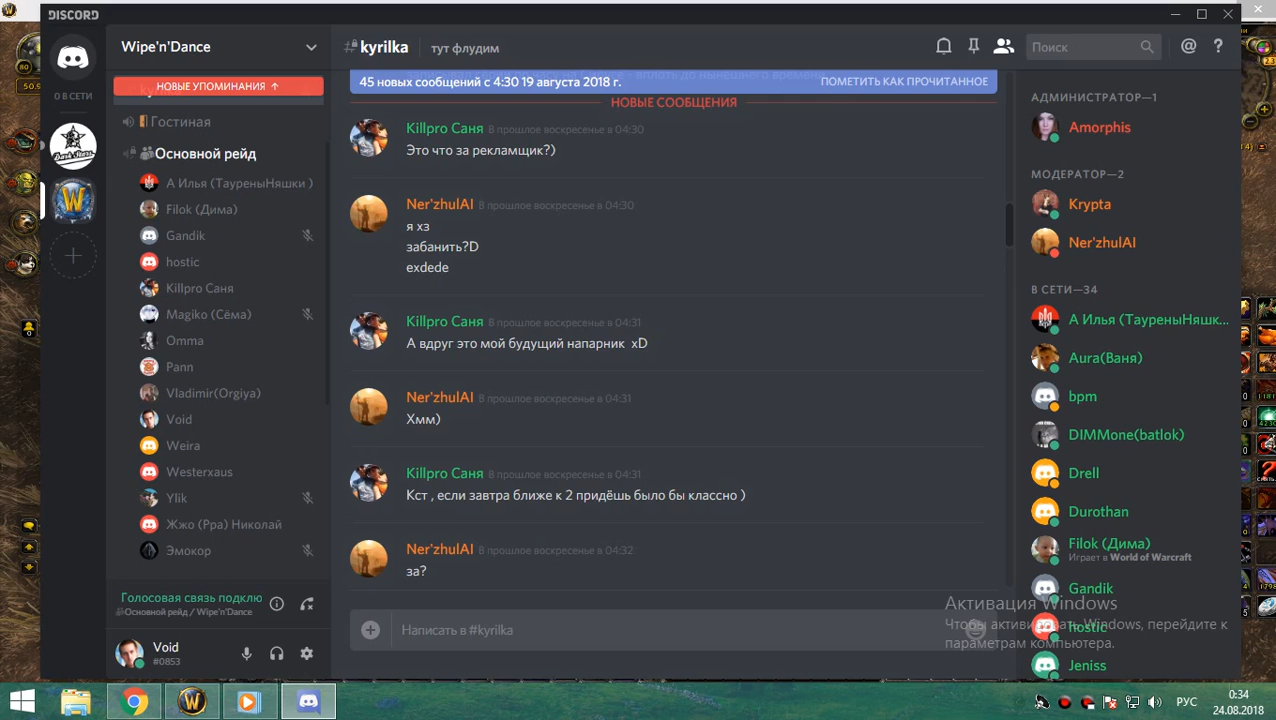 DISCORD
0 В СЕТИ
Wipe'n'Dance
НОВЫЕ УПОМИНАНИЯ ↑
Гостиная
Основной рейд
А Илья (ТауреныНяшки )
Filok (Дима)
Gandik
hostic
Killpro Саня
Magiko (Сёма)
Omma
Pann
Vladimir(Orgiya)
Void
Weira
Westerxaus
Ylik
Жжо (Рра) Николай
Эмокор
Голосовая связь подклю
Основной рейд / Wipe'n'Dance
Void
#0853
kyrilka
тут флудим
Поиск
45 новых сообщений с 4:30 19 августа 2018 г.
ПОМЕТИТЬ КАК ПРОЧИТАННОЕ
НОВЫЕ СООБЩЕНИЯ
Killpro Саня В прошлое воскресенье в 04:30
Это что за рекламщик?)
Ner'zhulAI В прошлое воскресенье в 04:30
я хз
забанить?D
exdede
Killpro Саня В прошлое воскресенье в 04:31
А вдруг это мой будущий напарник xD
Ner'zhulAI В прошлое воскресенье в 04:31
Хмм)
Killpro Саня В прошлое воскресенье в 04:31
Кст , если завтра ближе к 2 придёшь было бы классно )
Ner'zhulAI В прошлое воскресенье в 04:32
за?
Написать в #kyrilka
АДМИНИСТРАТОР—1
Amorphis
МОДЕРАТОР—2
Krypta
Ner'zhulAI
В СЕТИ—34
А Илья (ТауреныНяшк...
Aura(Ваня)
bpm
DIMMone(batlok)
Drell
Durothan
Filok (Дима)
Играет в World of Warcraft
Gandik
hostic
Jeniss
Активация Windows
Чтобы активировать Windows, перейдите к
параметрам компьютера.
РУС
0:34
24.08.2018